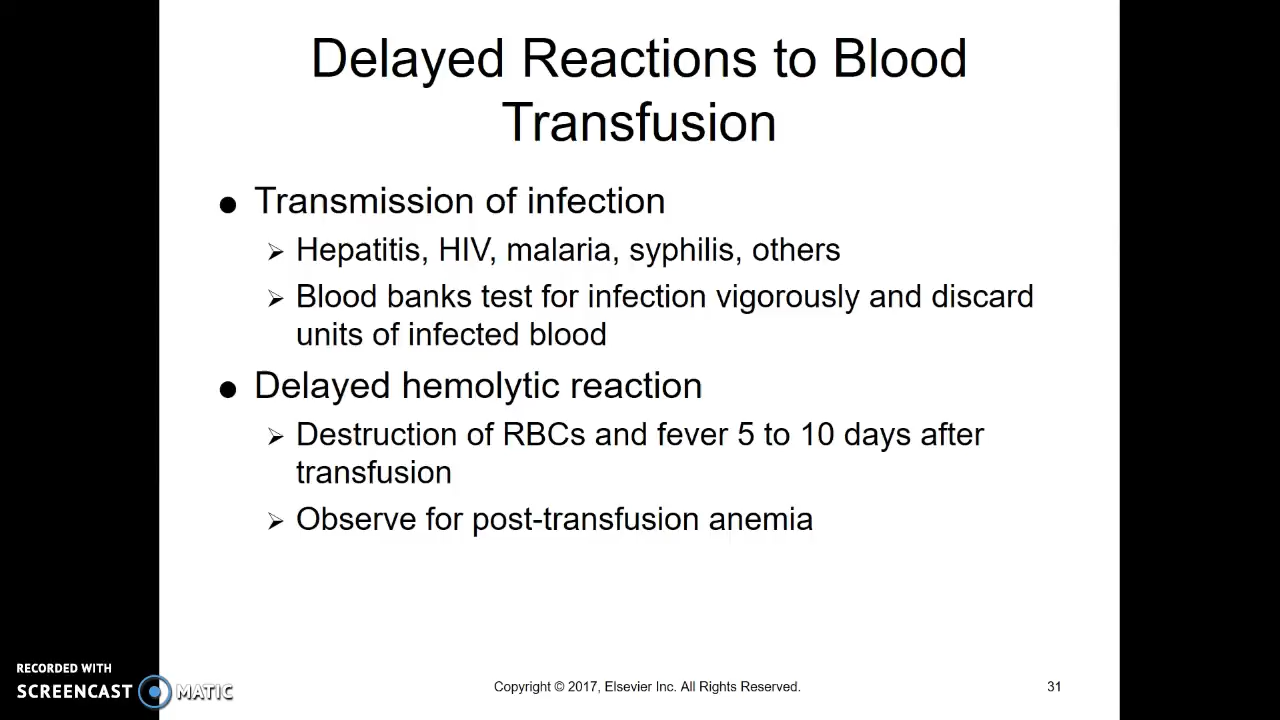 Delayed Reactions to Blood
Transfusion
● Transmission of infection
➢ Hepatitis, HIV, malaria, syphilis, others
➢ Blood banks test for infection vigorously and discard
units of infected blood
● Delayed hemolytic reaction
➢ Destruction of RBCs and fever 5 to 10 days after
transfusion
➢ Observe for post-transfusion anemia
RECORDED WITH
SCREENCAST MATIC
Copyright © 2017, Elsevier Inc. All Rights Reserved.
31